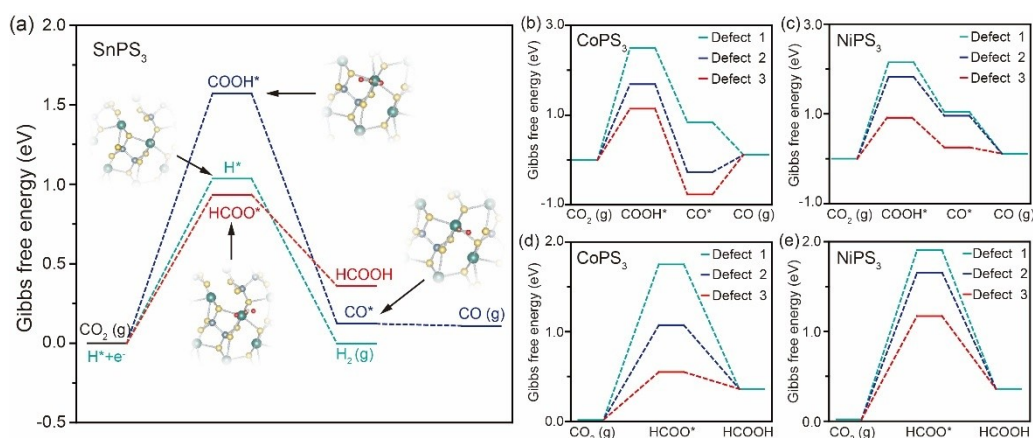 (a)
2.0
1.5
1.0
0.5
0.0
-0.5
Gibbs free energy (eV)
SnPS₃
COOH*
H*
HCOO*
HCOOH
CO*
CO (g)
H₂ (g)
CO₂ (g)
H*+e-
(b)
3.0
1.0
-1.0
Gibbs free energy (eV)
CoPS₃
Defect 1
Defect 2
Defect 3
CO₂ (g) COOH* CO* CO (g)
(c)
3.0
1.0
-1.0
Gibbs free energy (eV)
NiPS₃
Defect 1
Defect 2
Defect 3
CO₂ (g) COOH* CO* CO (g)
(d)
2.0
1.0
0.0
Gibbs free energy (eV)
CoPS₃
Defect 1
Defect 2
Defect 3
CO₂ (g) HCOO* HCOOH
(e)
2.0
1.0
0.0
Gibbs free energy (eV)
NiPS₃
Defect 1
Defect 2
Defect 3
CO₂ (g) HCOO* HCOOH